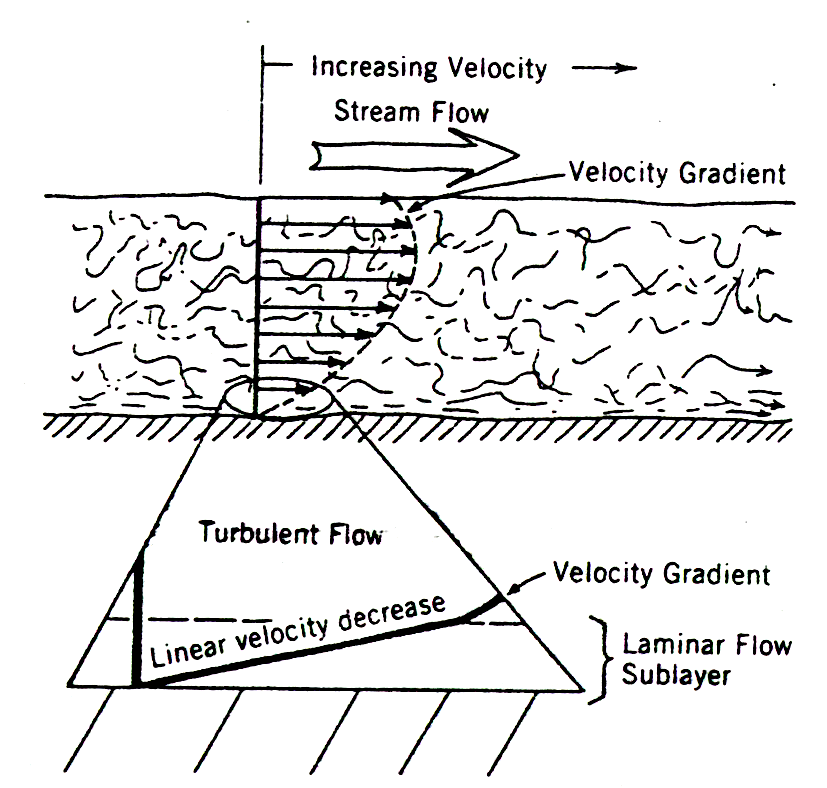 Increasing Velocity
Stream Flow
Velocity Gradient
Turbulent Flow
Velocity Gradient
Linear velocity decrease
Laminar Flow
Sublayer